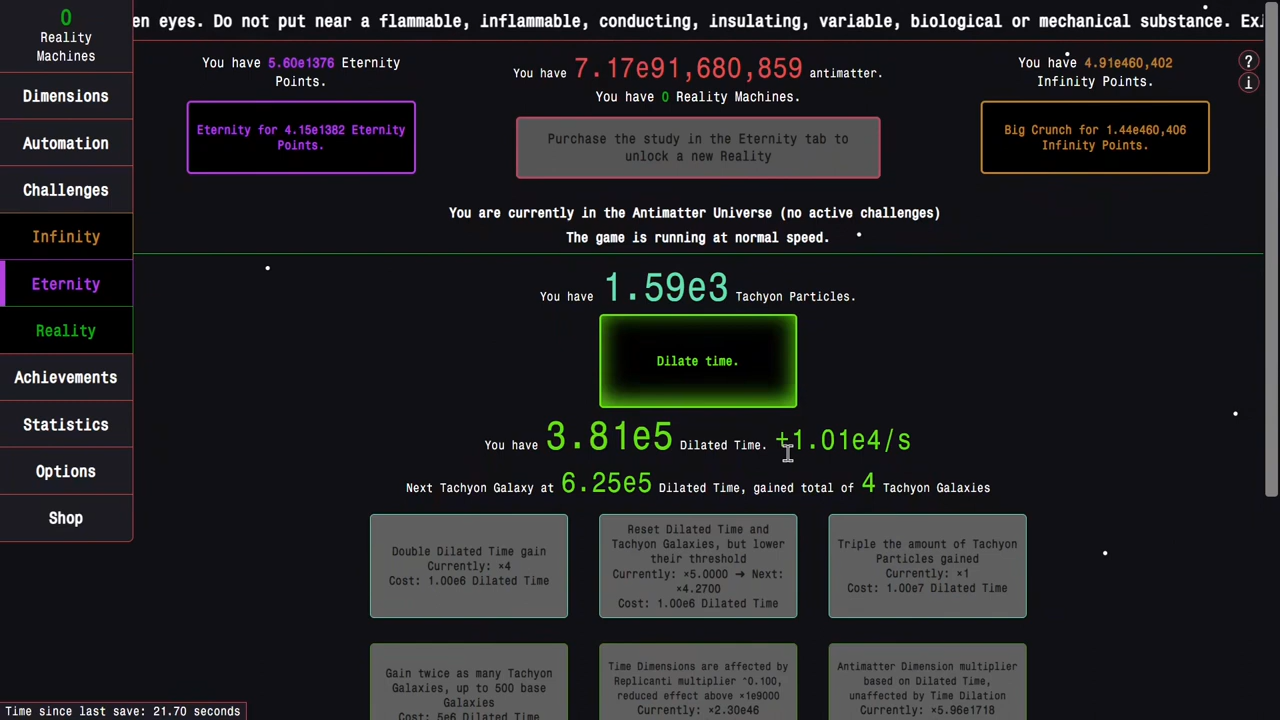 0
Reality
Machines
en eyes. Do not put near a flammable, inflammable, conducting, insulating, variable, biological or mechanical substance. Exi
You have 5.60e1376 Eternity
Points.
Eternity for 4.15e1382 Eternity
Points.
You have 7.17e91,680,859 antimatter.
You have 0 Reality Machines.
Purchase the study in the Eternity tab to
unlock a new Reality
You have 4.91e460,402
Infinity Points.
Big Crunch for 1.44e460,406
Infinity Points.
?
i
Dimensions
Automation
Challenges
Infinity
Eternity
Reality
Achievements
Statistics
Options
Shop
You are currently in the Antimatter Universe (no active challenges)
The game is running at normal speed.
You have 1.59e3 Tachyon Particles.
Dilate time.
You have 3.81e5 Dilated Time. +1.01e4/s
Next Tachyon Galaxy at 6.25e5 Dilated Time, gained total of 4 Tachyon Galaxies
Double Dilated Time gain
Currently: ×4
Cost: 1.00e6 Dilated Time
Reset Dilated Time and
Tachyon Galaxies, but lower
their threshold
Currently: ×5.0000 ➜ Next:
×4.2700
Cost: 1.00e6 Dilated Time
Triple the amount of Tachyon
Particles gained
Currently: ×1
Cost: 1.00e7 Dilated Time
Gain twice as many Tachyon
Galaxies, up to 500 base
Galaxies
Cost: 5e6 Dilated Time
Time Dimensions are affected by
Replicanti multiplier ^0.100,
reduced effect above ×1e9000
Currently: ×2.30e46
Antimatter Dimension multiplier
based on Dilated Time,
unaffected by Time Dilation
Currently: ×5.96e1718
Time since last save: 21.70 seconds